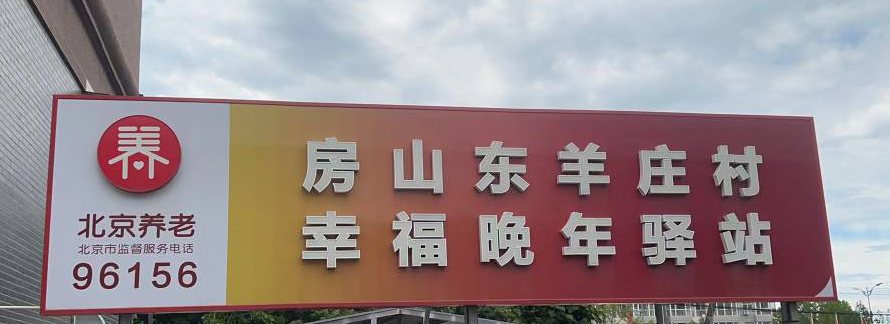 养
北京养老
北京市监督服务电话
96156
房山东羊庄村
幸福晚年驿站